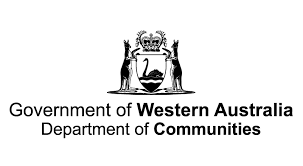 Government of Western Australia
Department of Communities